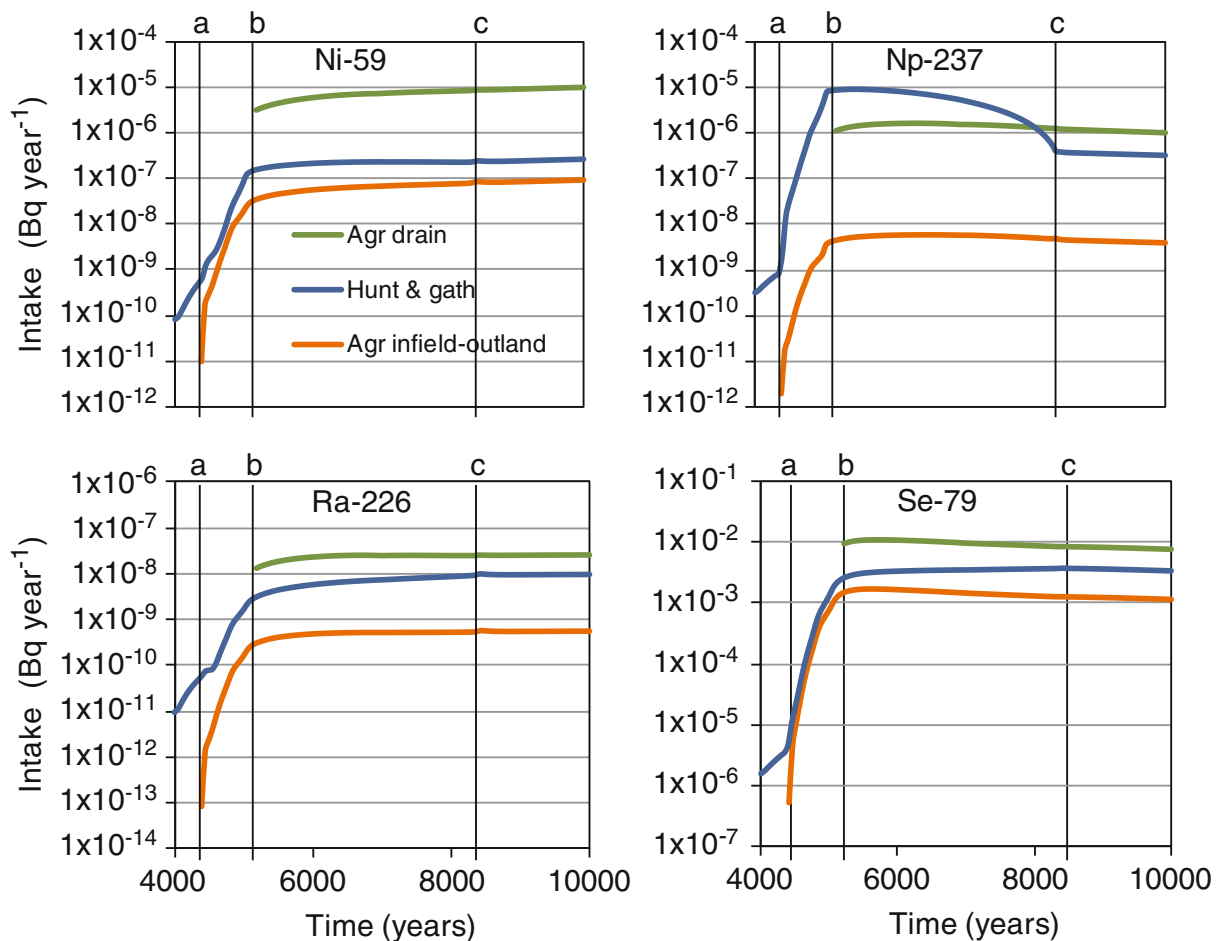 a b c
Ni-59
1x10⁻⁴
1x10⁻⁵
1x10⁻⁶
1x10⁻⁷
1x10⁻⁸
1x10⁻⁹
1x10⁻¹⁰
1x10⁻¹¹
1x10⁻¹²
Intake (Bq year⁻¹)
Agr drain
Hunt & gath
Agr infield-outland
a b c
Np-237
1x10⁻⁴
1x10⁻⁵
1x10⁻⁶
1x10⁻⁷
1x10⁻⁸
1x10⁻⁹
1x10⁻¹⁰
1x10⁻¹¹
1x10⁻¹²
a b c
Ra-226
1x10⁻⁶
1x10⁻⁷
1x10⁻⁸
1x10⁻⁹
1x10⁻¹⁰
1x10⁻¹¹
1x10⁻¹²
1x10⁻¹³
1x10⁻¹⁴
Intake (Bq year⁻¹)
4000 6000 8000 10000
Time (years)
a b c
Se-79
1x10⁻¹
1x10⁻²
1x10⁻³
1x10⁻⁴
1x10⁻⁵
1x10⁻⁶
1x10⁻⁷
4000 6000 8000 10000
Time (years)